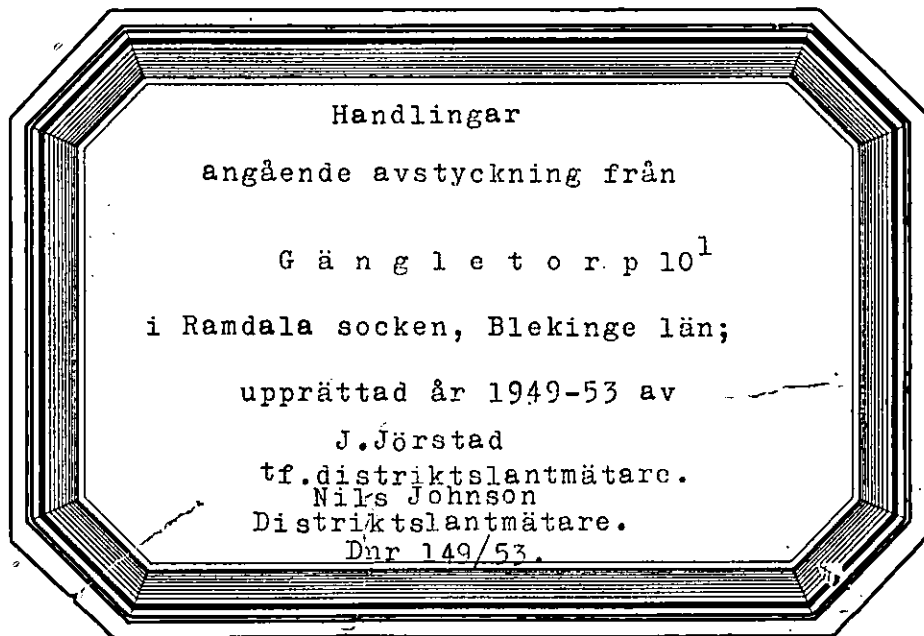 Handlingar
angående avstyckning från
G ä n g l e t o r p 10¹
i Ramdala socken, Blekinge län;
upprättad år 1949-53 av
J.Jörstad
tf.distriktslantmätare.
Nils Johnson
Distriktslantmätare.
Dnr 149/53.